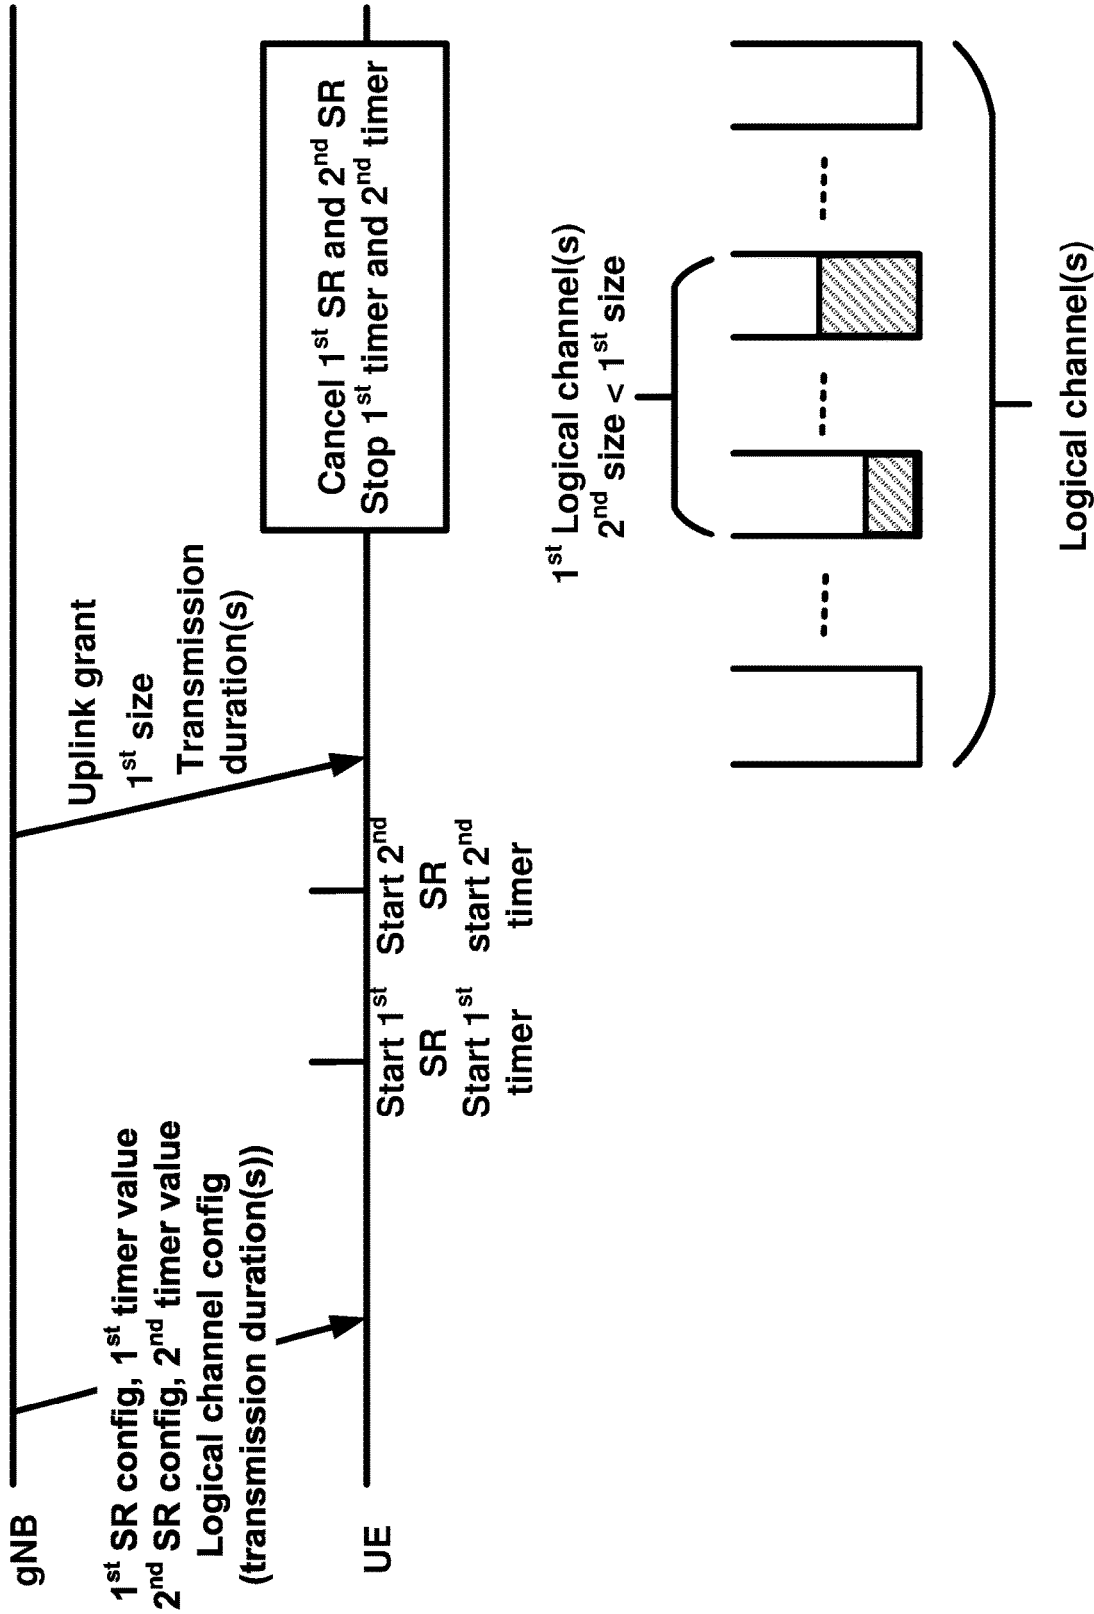 gNB
1st SR config, 1st timer value
2nd SR config, 2nd timer value
Logical channel config
(transmission duration(s))
UE
Start 1st
SR
Start 1st
timer
Start 2nd
SR
start 2nd
timer
Uplink grant
1st size
Transmission
duration(s)
Cancel 1st SR and 2nd SR
Stop 1st timer and 2nd timer
1st Logical channel(s)
2nd size < 1st size
Logical channel(s)